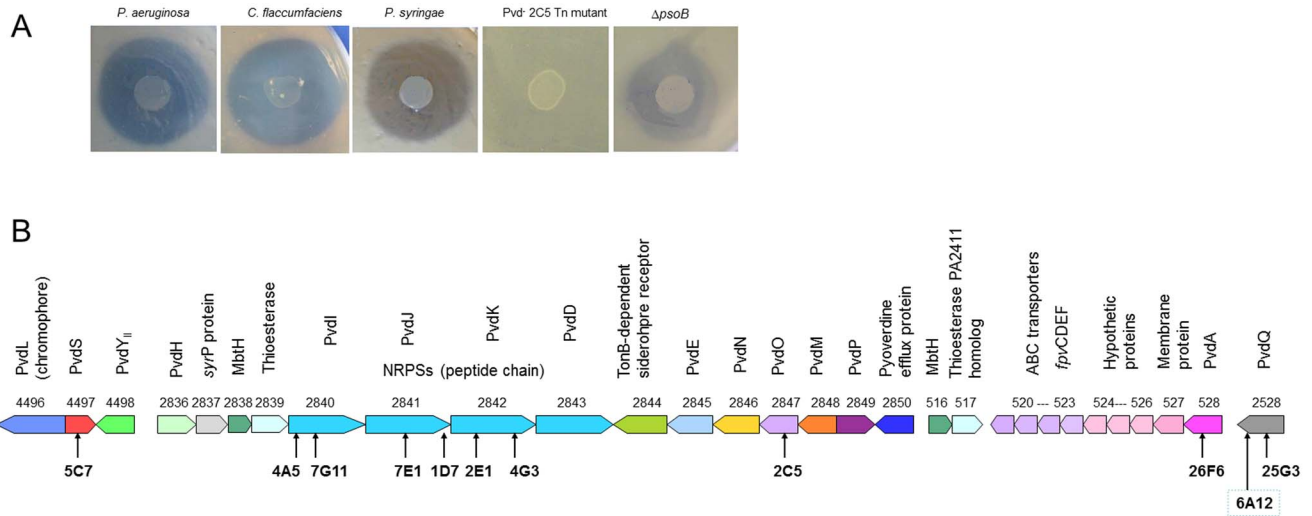 A
P. aeruginosa
C. flaccumfaciens
P. syringae
Pvd- 2C5 Tn mutant
ΔpsoB
B
PvdL
(chromophore)
PvdS
PvdYII
PvdH
syrP protein
MbtH
Thioesterase
PvdI
PvdJ
PvdK
PvdD
NRPSs (peptide chain)
TonB-dependent
siderohpre receptor
PvdE
PvdN
PvdO
PvdM
PvdP
Pyoverdine
efflux protein
MbtH
Thioesterase PA2411
homolog
ABC transporters
fpvCDEF
Hypothetic
proteins
Membrane
protein
PvdA
PvdQ
4496 4497 4498 2836 2837 2838 2839 2840 2841 2842 2843 2844 2845 2846 2847 2848 2849 2850 516 517 520 --- 523 524--- 526 527 528 2528
5C7 4A5 7G11 7E1 1D7 2E1 4G3 2C5 26F6 25G3
6A12